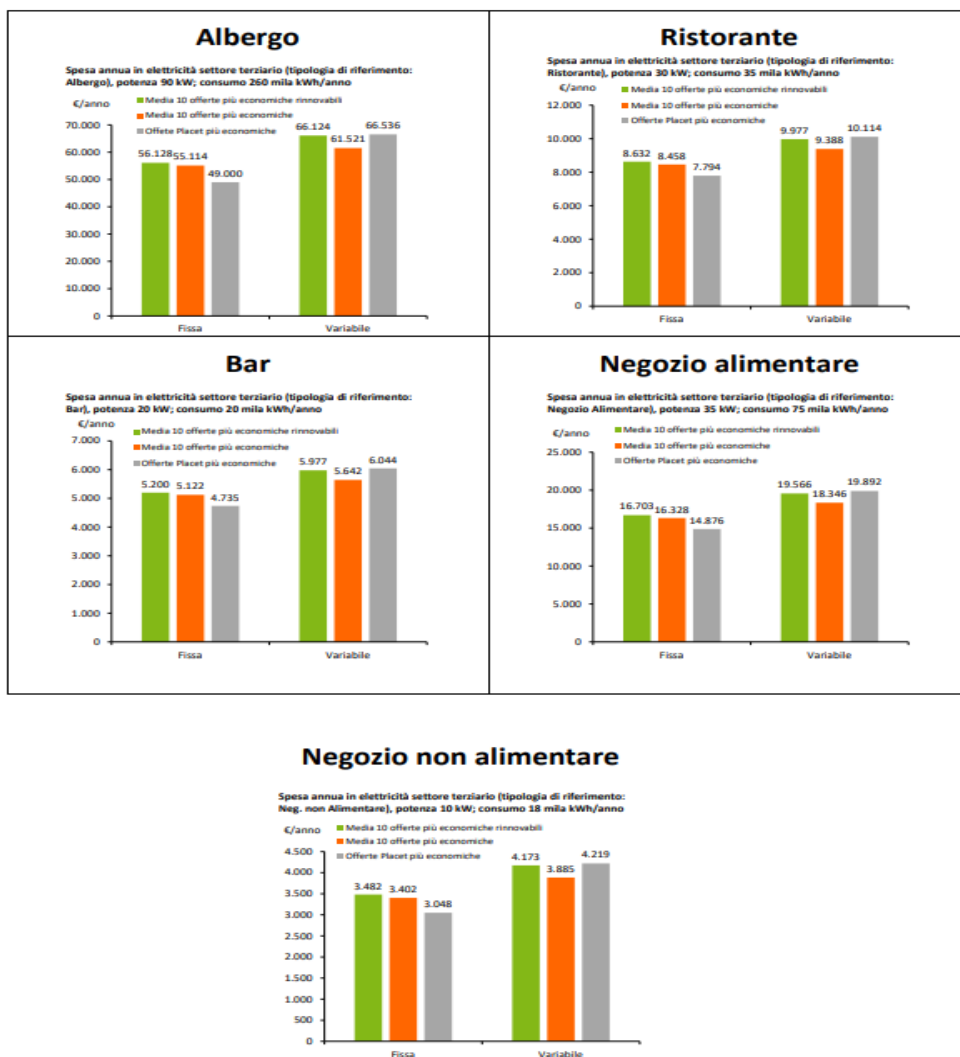 Albergo
Spesa annua in elettricità settore terziario (tipologia di riferimento:
Albergo), potenza 90 kW; consumo 260 mila kWh/anno
€/anno
Media 10 offerte più economiche rinnovabili
Media 10 offerte più economiche
Offete Placet più economiche
70.000
60.000
50.000
40.000
30.000
20.000
10.000
0
56.128
55.114
49.000
66.124
61.521
66.536
Fissa
Variabile
Ristorante
Spesa annua in elettricità settore terziario (tipologia di riferimento:
Ristorante), potenza 30 kW; consumo 35 mila kWh/anno
€/anno
Media 10 offerte più economiche rinnovabili
Media 10 offerte più economiche
Offerte Placet più economiche
12.000
10.000
8.000
6.000
4.000
2.000
0
8.632
8.458
7.794
9.977
9.388
10.114
Fissa
Variabile
Bar
Spesa annua in elettricità settore terziario (tipologia di riferimento:
Bar), potenza 20 kW; consumo 20 mila kWh/anno
€/anno
Media 10 offerte più economiche rinnovabili
Media 10 offerte più economiche
Offerte Placet più economiche
7.000
6.000
5.000
4.000
3.000
2.000
1.000
0
5.200
5.122
4.735
5.977
5.642
6.044
Fissa
Variabile
Negozio alimentare
Spesa annua in elettricità settore terziario (tipologia di riferimento:
Negozio Alimentare), potenza 35 kW; consumo 75 mila kWh/anno
€/anno
Media 10 offerte più economiche rinnovabili
Media 10 offerte più economiche
Offerte Placet più economiche
25.000
20.000
15.000
10.000
5.000
0
16.703
16.328
14.876
19.566
18.346
19.892
Fissa
Variabile
Negozio non alimentare
Spesa annua in elettricità settore terziario (tipologia di riferimento:
Neg. non Alimentare), potenza 10 kW; consumo 18 mila kWh/anno
€/anno
Media 10 offerte più economiche rinnovabili
Media 10 offerte più economiche
Offerte Placet più economiche
4.500
4.000
3.500
3.000
2.500
2.000
1.500
1.000
500
0
3.482
3.402
3.048
4.173
3.885
4.219
Fissa
Variabile